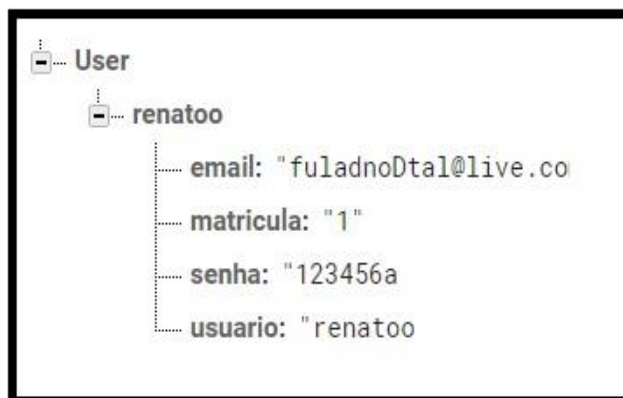 User
renatoo
email: "fuladnoDtal@live.co
matricula: "1"
senha: "123456a
usuario: "renatoo